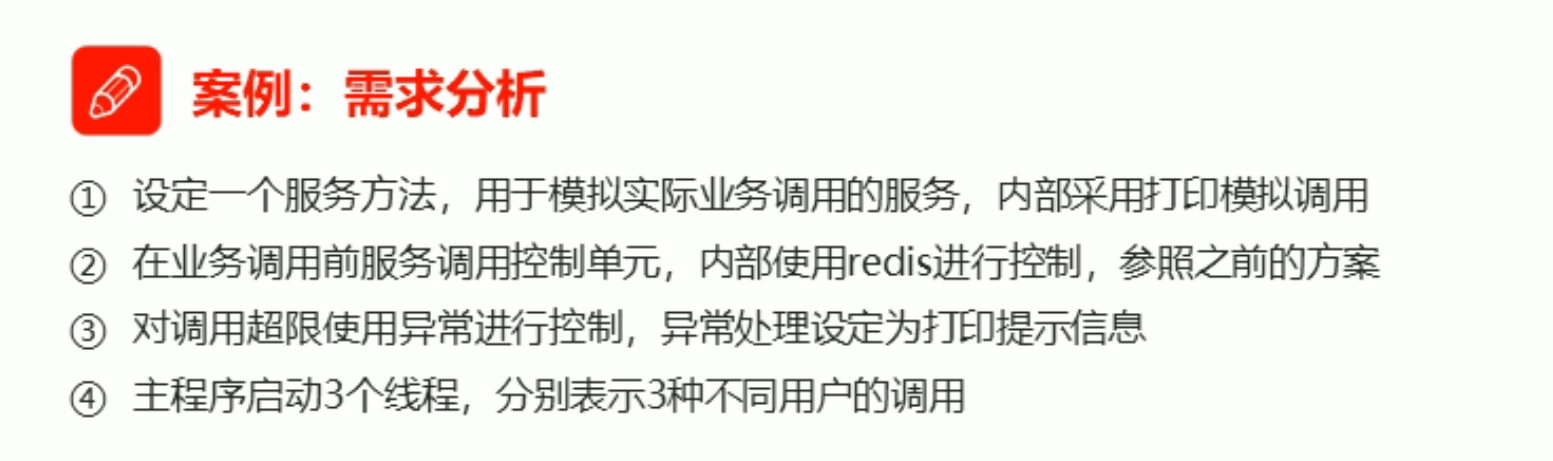 案例：需求分析
① 设定一个服务方法，用于模拟实际业务调用的服务，内部采用打印模拟调用
② 在业务调用前服务调用控制单元，内部使用redis进行控制，参照之前的方案
③ 对调用超限使用异常进行控制，异常处理设定为打印提示信息
④ 主程序启动3个线程，分别表示3种不同用户的调用